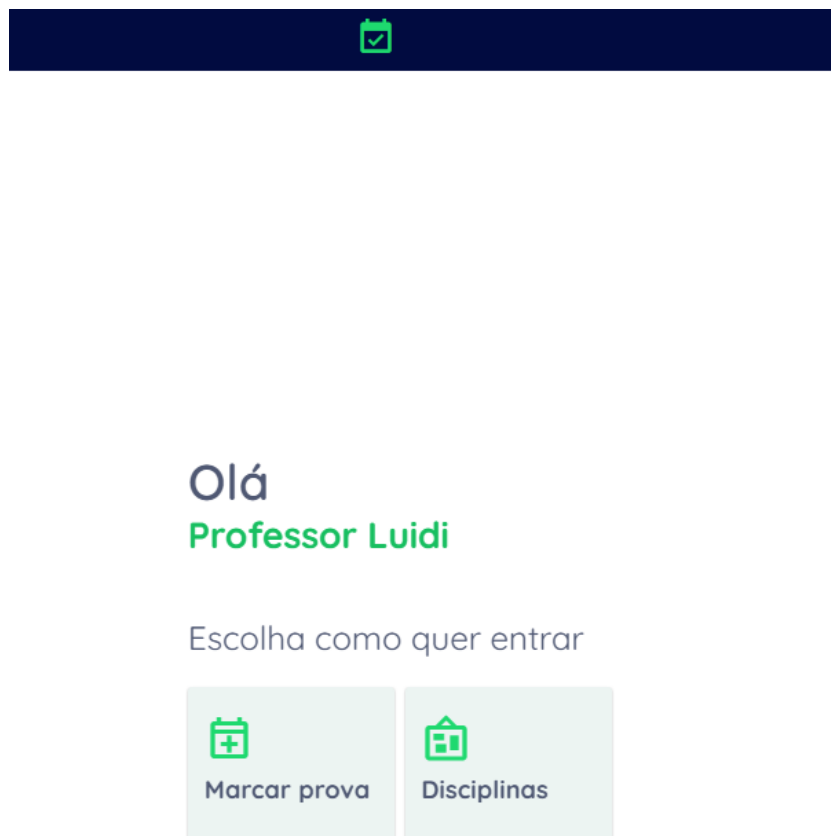 Olá
Professor Luidi
Escolha como quer entrar
Marcar prova
Disciplinas